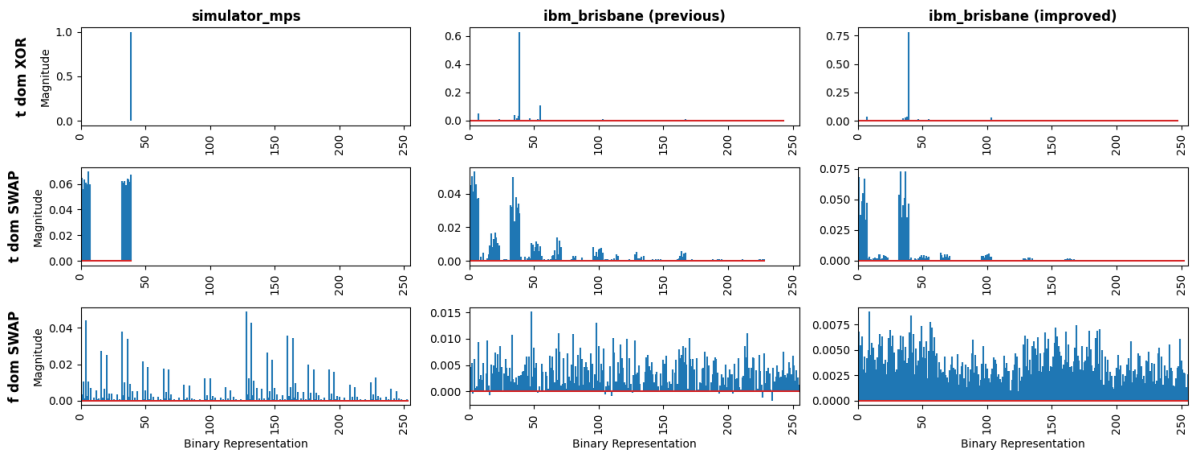 simulator_mps
ibm_brisbane (previous)
ibm_brisbane (improved)
t dom XOR
Magnitude
1.0
0.5
0.0
0 50 100 150 200 250
0.6
0.4
0.2
0.0
0 50 100 150 200 250
0.75
0.50
0.25
0.00
0 50 100 150 200 250
t dom SWAP
Magnitude
0.06
0.04
0.02
0.00
0 50 100 150 200 250
0.04
0.02
0.00
0 50 100 150 200 250
0.075
0.050
0.025
0.000
0 50 100 150 200 250
f dom SWAP
Magnitude
0.04
0.02
0.00
0 50 100 150 200 250
Binary Representation
0.015
0.010
0.005
0.000
0 50 100 150 200 250
Binary Representation
0.0075
0.0050
0.0025
0.0000
0 50 100 150 200 250
Binary Representation